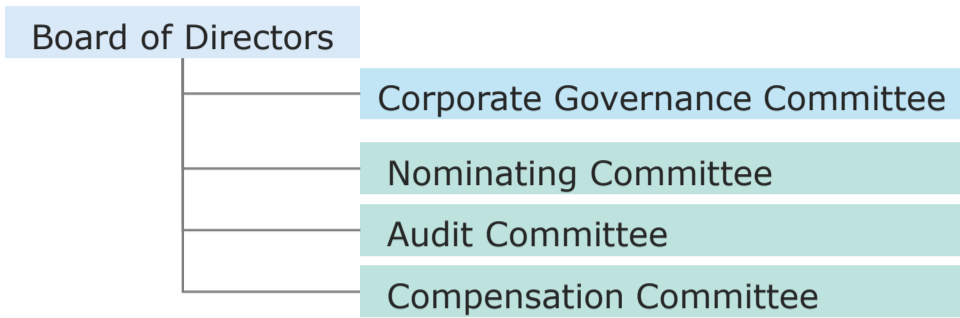 Board of Directors
Corporate Governance Committee
Nominating Committee
Audit Committee
Compensation Committee